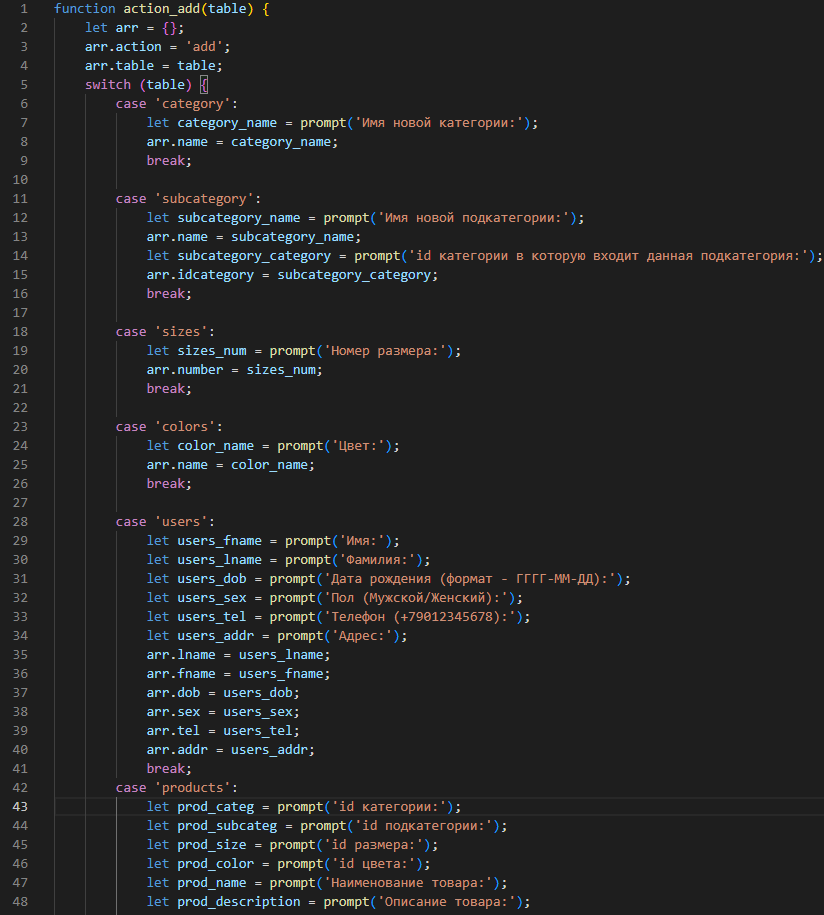 1 function action_add(table) {
2 let arr = {};
3 arr.action = 'add';
4 arr.table = table;
5 switch (table) {
6 case 'category':
7 let category_name = prompt('Имя новой категории:');
8 arr.name = category_name;
9 break;
10
11 case 'subcategory':
12 let subcategory_name = prompt('Имя новой подкатегории:');
13 arr.name = subcategory_name;
14 let subcategory_category = prompt('id категории в которую входит данная подкатегория:');
15 arr.idcategory = subcategory_category;
16 break;
17
18 case 'sizes':
19 let sizes_num = prompt('Номер размера:');
20 arr.number = sizes_num;
21 break;
22
23 case 'colors':
24 let color_name = prompt('Цвет:');
25 arr.name = color_name;
26 break;
27
28 case 'users':
29 let users_fname = prompt('Имя:');
30 let users_lname = prompt('Фамилия:');
31 let users_dob = prompt('Дата рождения (формат - ГГГГ-ММ-ДД):');
32 let users_sex = prompt('Пол (Мужской/Женский):');
33 let users_tel = prompt('Телефон (+79012345678):');
34 let users_addr = prompt('Адрес:');
35 arr.lname = users_lname;
36 arr.fname = users_fname;
37 arr.dob = users_dob;
38 arr.sex = users_sex;
39 arr.tel = users_tel;
40 arr.addr = users_addr;
41 break;
42 case 'products':
43 let prod_categ = prompt('id категории:');
44 let prod_subcateg = prompt('id подкатегории:');
45 let prod_size = prompt('id размера:');
46 let prod_color = prompt('id цвета:');
47 let prod_name = prompt('Наименование товара:');
48 let prod_description = prompt('Описание товара:');